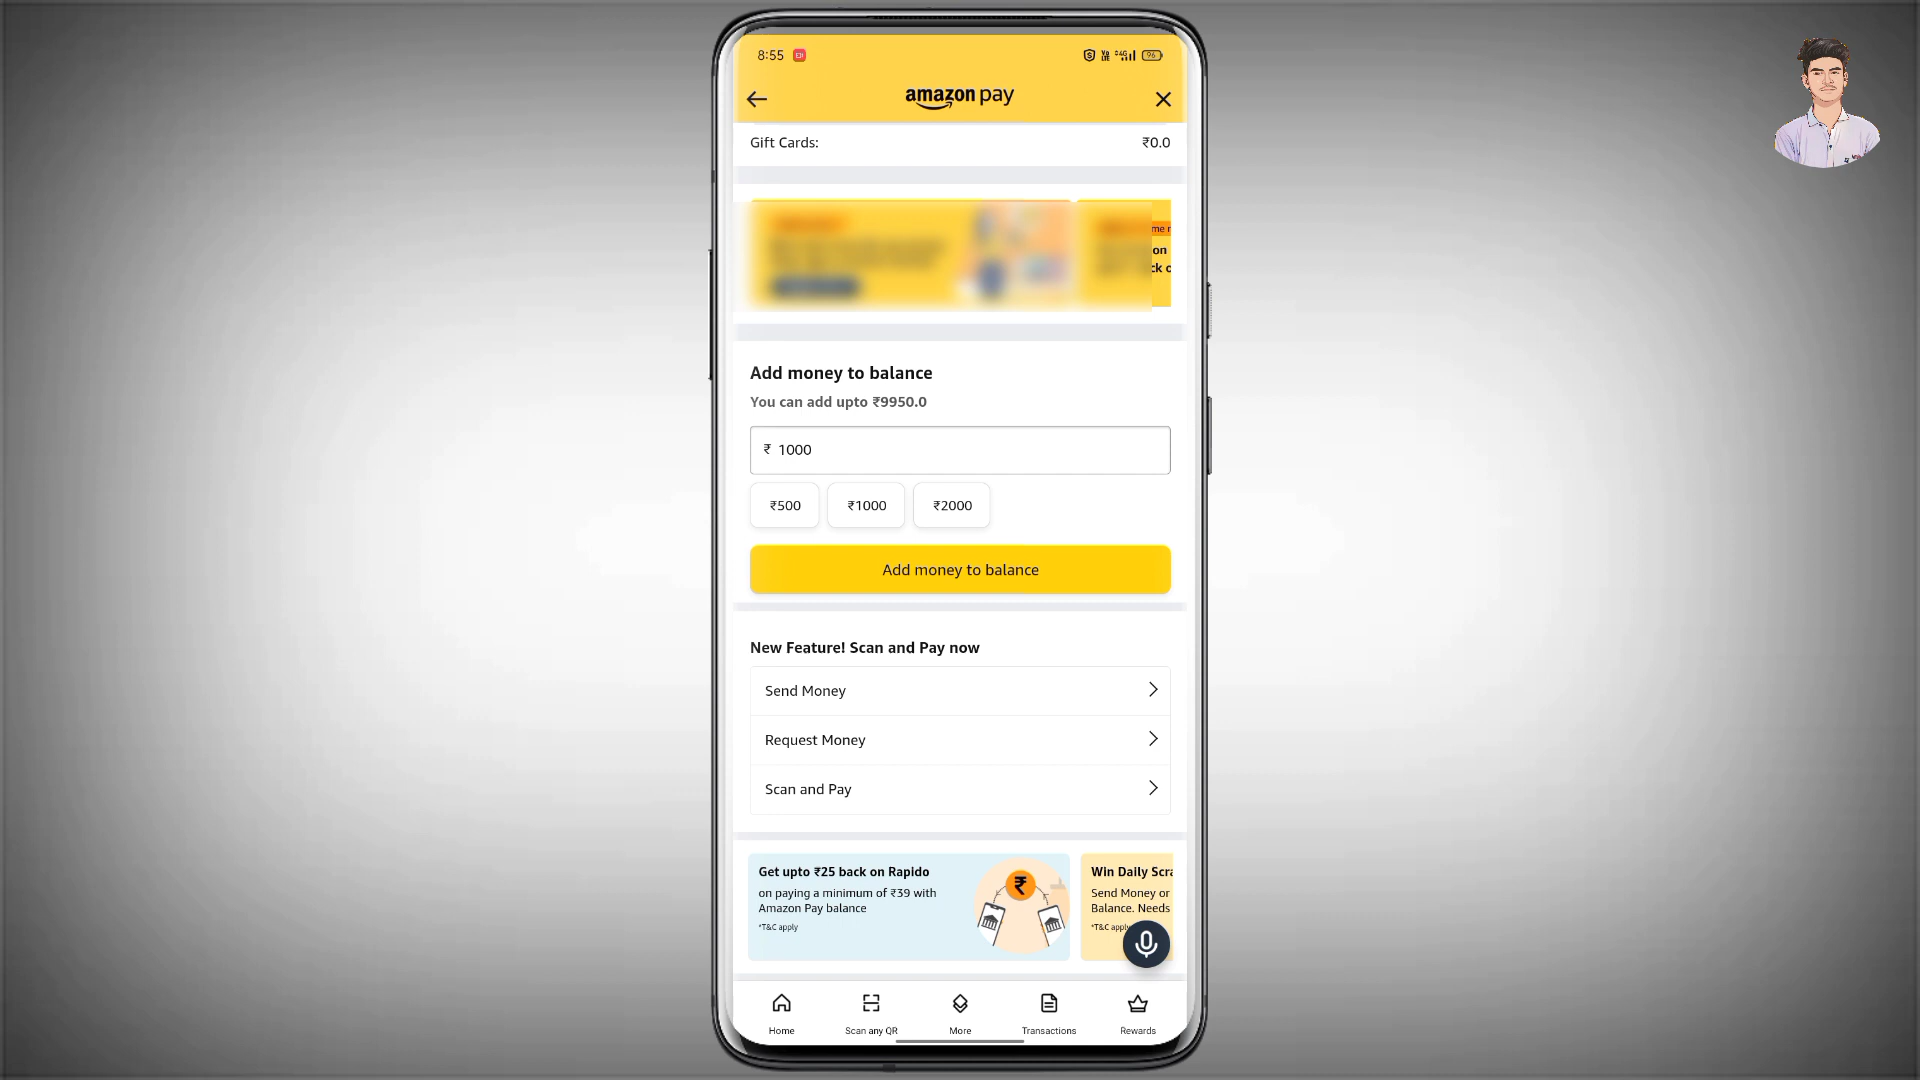 8:55
amazon pay
Gift Cards: ₹0.0
me r
on
ck o
Add money to balance
You can add upto ₹9950.0
₹ 1000
₹500 ₹1000 ₹2000
Add money to balance
New Feature! Scan and Pay now
Send Money
Request Money
Scan and Pay
Get upto ₹25 back on Rapido
on paying a minimum of ₹39 with
Amazon Pay balance
*T&C apply
Win Daily Scra
Send Money or
Balance. Needs
*T&C apply
Home Scan any QR More Transactions Rewards